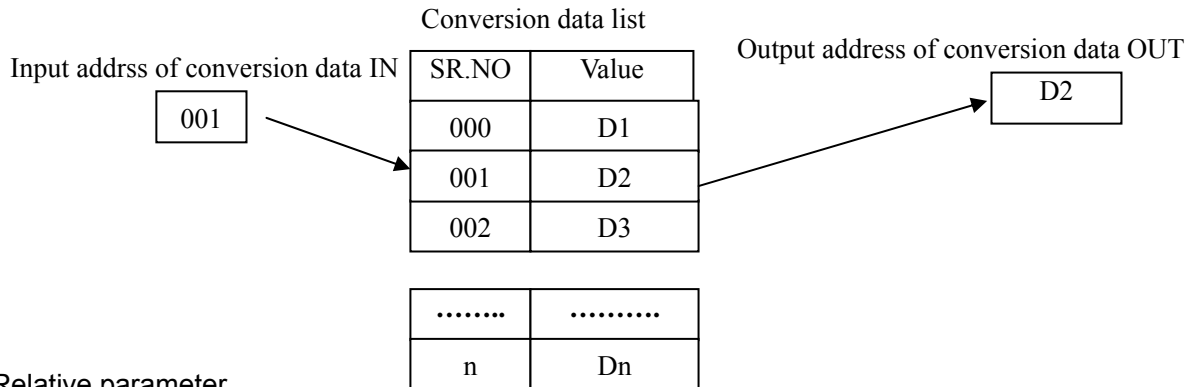 Conversion data list
Input addrss of conversion data IN
Output address of conversion data OUT
001
D2
SR.NO Value
000 D1
001 D2
002 D3
…….. ……….
n Dn
Relative parameter